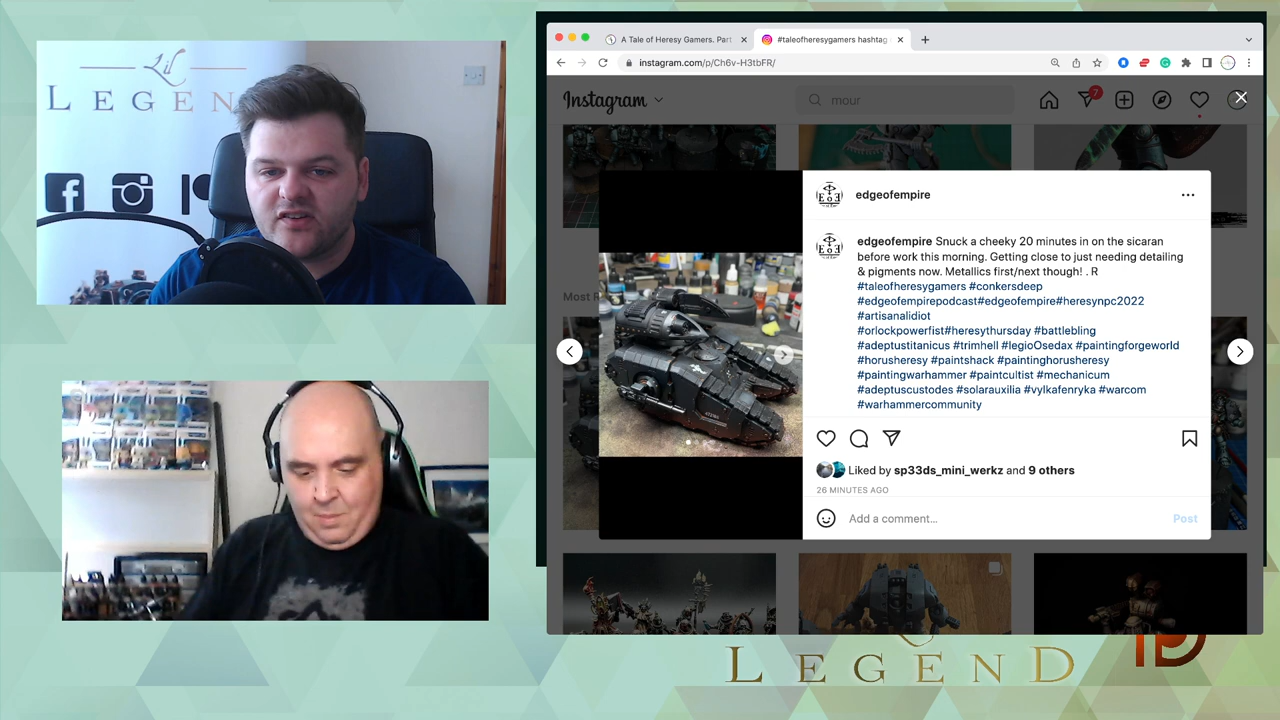 Lil
LEGEND
A Tale of Heresy Gamers. Part
#taleofheresygamers hashtag
instagram.com/p/Ch6v-H3tbFR/
Instagram
mour
7
edgeofempire
EOE
edgeofempire Snuck a cheeky 20 minutes in on the sicaran
before work this morning. Getting close to just needing detailing
& pigments now. Metallics first/next though! . R
#taleofheresygamers #conkersdeep
#edgeofempirepodcast#edgeofempire#heresynpc2022
#artisanalidiot
#orlockpowerfist#heresythursday #battlebling
#adeptustitanicus #trimhell #legioOsedax #paintingforgeworld
#horusheresy #paintshack #paintinghorusheresy
#paintingwarhammer #paintcultist #mechanicum
#adeptuscustodes #solarauxilia #vylkafenryka #warcom
#warhammercommunity
Most R
Liked by sp33ds_mini_werkz and 9 others
26 MINUTES AGO
Add a comment...
Post
LEGEND